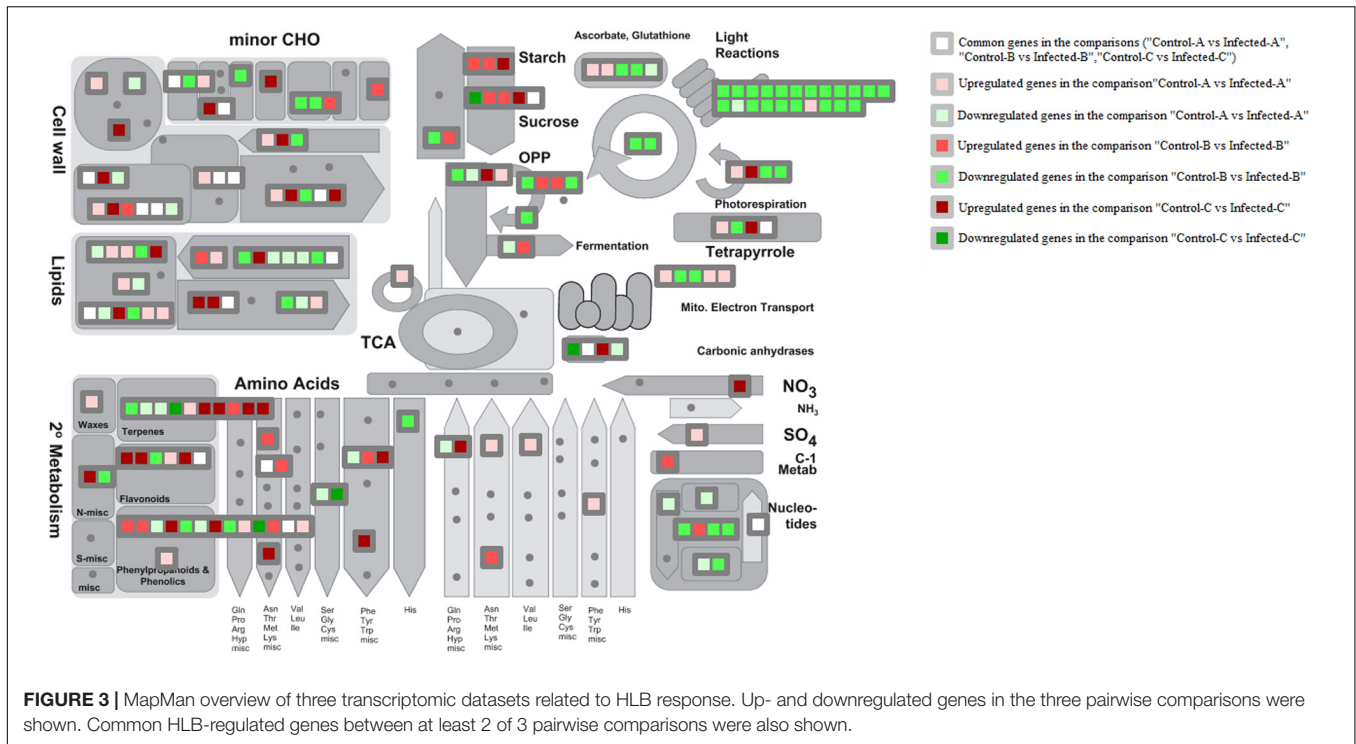 minor CHO
Cell wall
Lipids
2º Metabolism
Starch
Sucrose
OPP
Fermentation
TCA
Ascorbate, Glutathione
Light
Reactions
Photorespiration
Tetrapyrrole
Mito. Electron Transport
Carbonic anhydrases
Amino Acids
Waxes
Terpenes
Flavonoids
N-misc
S-misc
misc
Phenylpropanoids &
Phenolics
Gln
Pro
Arg
Hyp
misc
Asn
Thr
Met
Lys
misc
Val
Leu
Ile
Ser
Gly
Cys
misc
Phe
Tyr
Trp
misc
His
Gln
Pro
Arg
Hyp
misc
Asn
Thr
Met
Lys
misc
Val
Leu
Ile
Ser
Gly
Cys
misc
Phe
Tyr
Trp
misc
His
NO3
NH3
SO4
C-1
Metab
Nucleo-
tides
Common genes in the comparisons ("Control-A vs Infected-A",
"Control-B vs Infected-B","Control-C vs Infected-C")
Upregulated genes in the comparison"Control-A vs Infected-A"
Downregulated genes in the comparison "Control-A vs Infected-A"
Upregulated genes in the comparison "Control-B vs Infected-B"
Downregulated genes in the comparison "Control-B vs Infected-B"
Upregulated genes in the comparison "Control-C vs Infected-C"
Downregulated genes in the comparison "Control-C vs Infected-C"
FIGURE 3 | MapMan overview of three transcriptomic datasets related to HLB response. Up- and downregulated genes in the three pairwise comparisons were
shown. Common HLB-regulated genes between at least 2 of 3 pairwise comparisons were also shown.